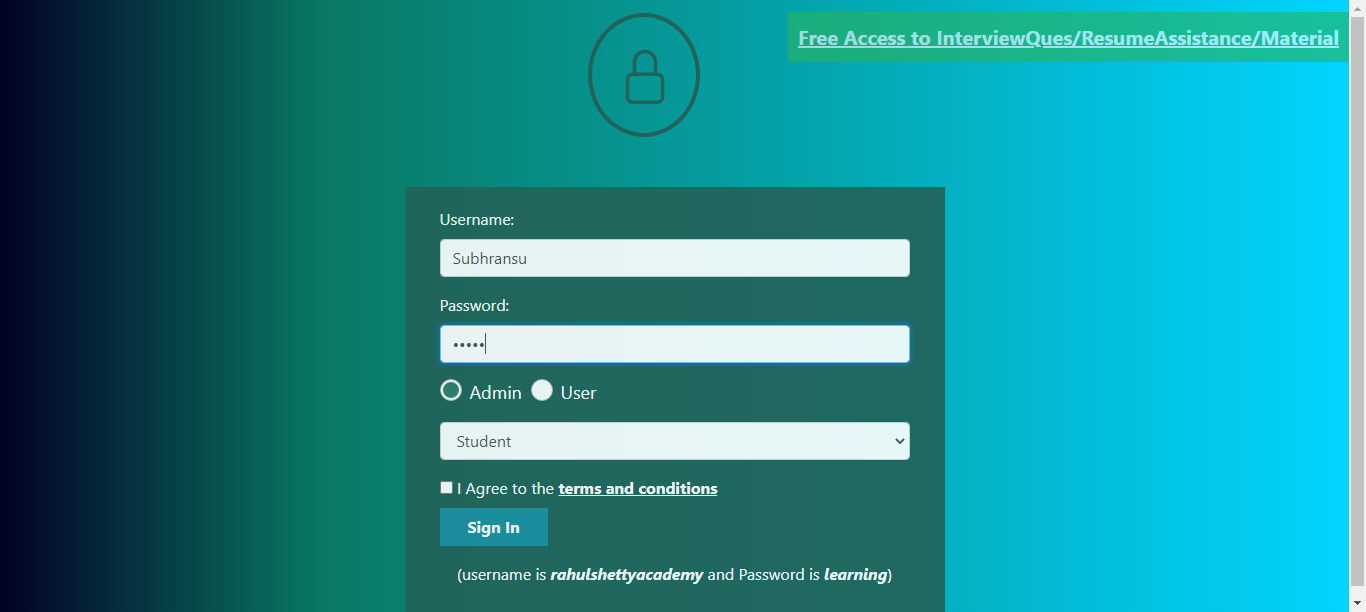 Free Access to InterviewQues/ResumeAssistance/Material
Username:
Subhransu
Password:
•••••
Admin User
Student
I Agree to the terms and conditions
Sign In
(username is rahulshettyacademy and Password is learning)